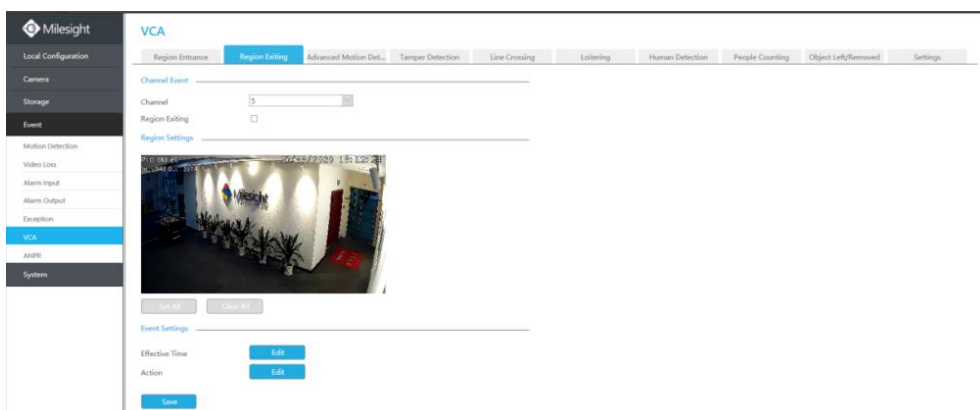 Milesight
VCA
Local Configuration
Camera
Storage
Event
Motion Detection
Video Loss
Alarm Input
Alarm Output
Exception
VCA
ANPR
System
Region Entrance
Region Exiting
Advanced Motion Det...
Tamper Detection
Line Crossing
Loitering
Human Detection
People Counting
Object Left/Removed
Settings
Channel Event
Channel
5
Region Exiting
Region Settings
Milesight
Set All
Clear All
Event Settings
Effective Time
Edit
Action
Edit
Save